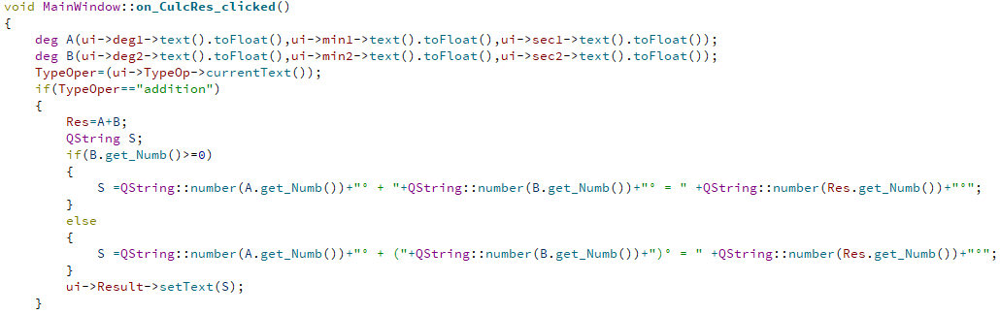 void MainWindow::on_CulcRes_clicked()
{
    deg A(ui->deg1->text().toFloat(),ui->min1->text().toFloat(),ui->sec1->text().toFloat());
    deg B(ui->deg2->text().toFloat(),ui->min2->text().toFloat(),ui->sec2->text().toFloat());
    TypeOper=(ui->TypeOp->currentText());
    if(TypeOper=="addition")
    {
        Res=A+B;
        QString S;
        if(B.get_Numb()>=0)
        {
            S =QString::number(A.get_Numb())+"° + "+QString::number(B.get_Numb())+"° = " +QString::number(Res.get_Numb())+"°";
        }
        else
        {
            S =QString::number(A.get_Numb())+"° + ("+QString::number(B.get_Numb())+")° = " +QString::number(Res.get_Numb())+"°";
        }
        ui->Result->setText(S);
    }